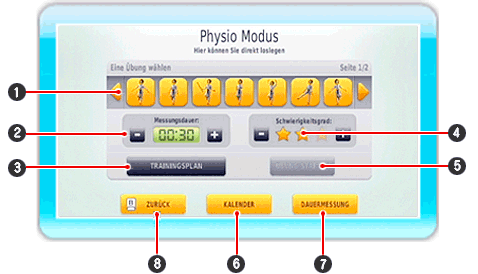 Physio Modus
Hier können Sie direkt loslegen
Eine Übung wählen
Seite 1/2
1
Messungsdauer:
Schwierigkeitsgrad:
2
- 00:30 +
- +
4
3
TRAININGSPLAN
5
B ZURÜCK
KALENDER
DAUERMESSUNG
8
6
7